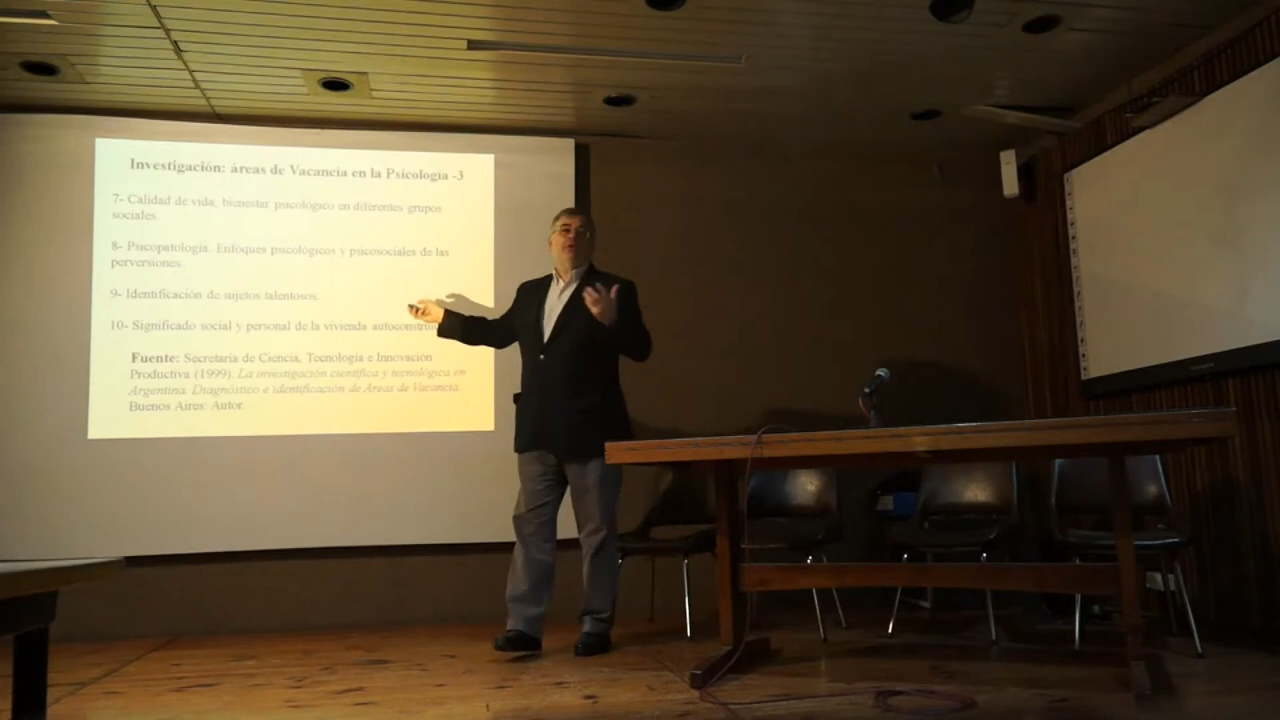 Investigación: áreas de Vacancia en la Psicología -3
7- Calidad de vida, bienestar psicológico en diferentes grupos
sociales.
8- Psicopatología. Enfoques psicológicos y psicosociales de las
perversiones.
9- Identificación de sujetos talentosos.
10- Significado social y personal de la vivienda
Fuente: Secretaria de Ciencia, Tecnología e Innovación
Productiva (1999). La investigación científica y tecnológica en
Argentina. Diagnóstico e identificación de Areas de Vacancia.
Buenos Aires: Autor.